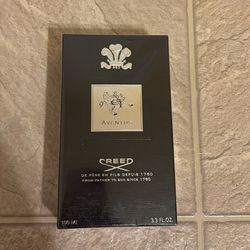 AVENTUS
CREED
DE PÈRE EN FILS DEPUIS 1760
FROM FATHER TO SON SINCE 1760
100 ML
3.3 FL.OZ.